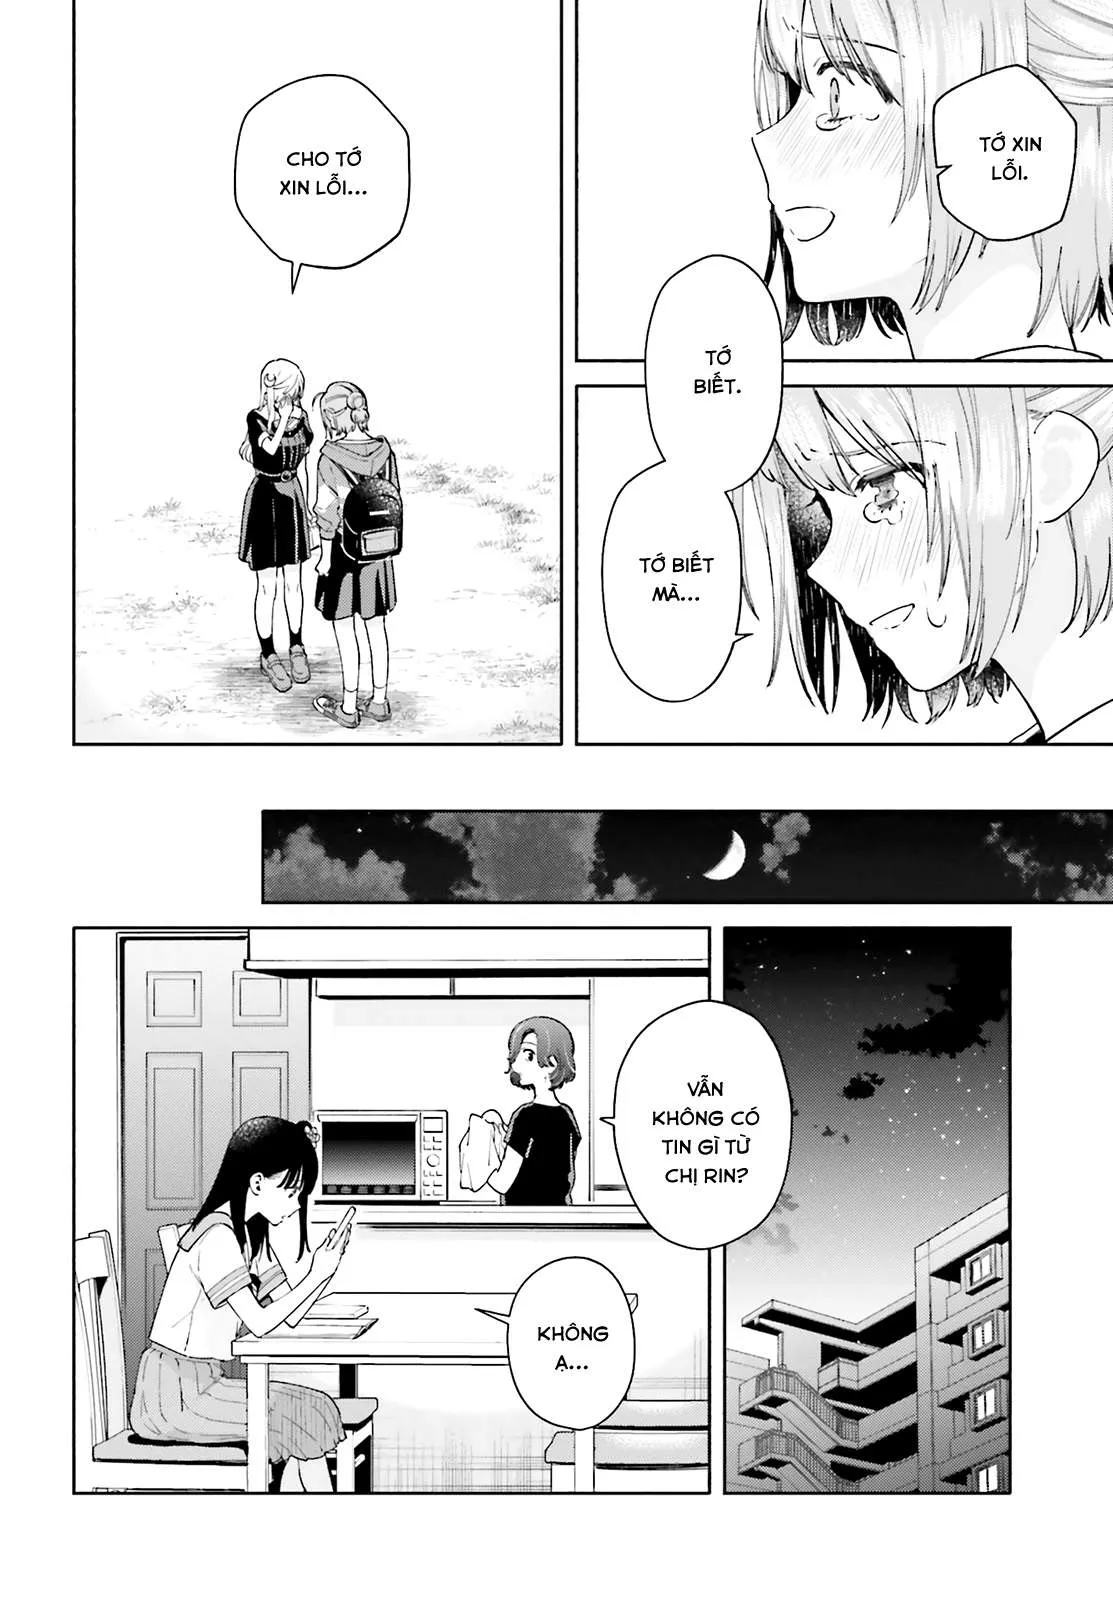 TỚ XIN
LỖI.
TỚ
BIẾT.
TỚ BIẾT
MÀ...
CHO TỚ
XIN LỖI...
VẪN
KHÔNG CÓ
TIN GÌ TỪ
CHỊ RIN?
KHÔNG
Ạ...